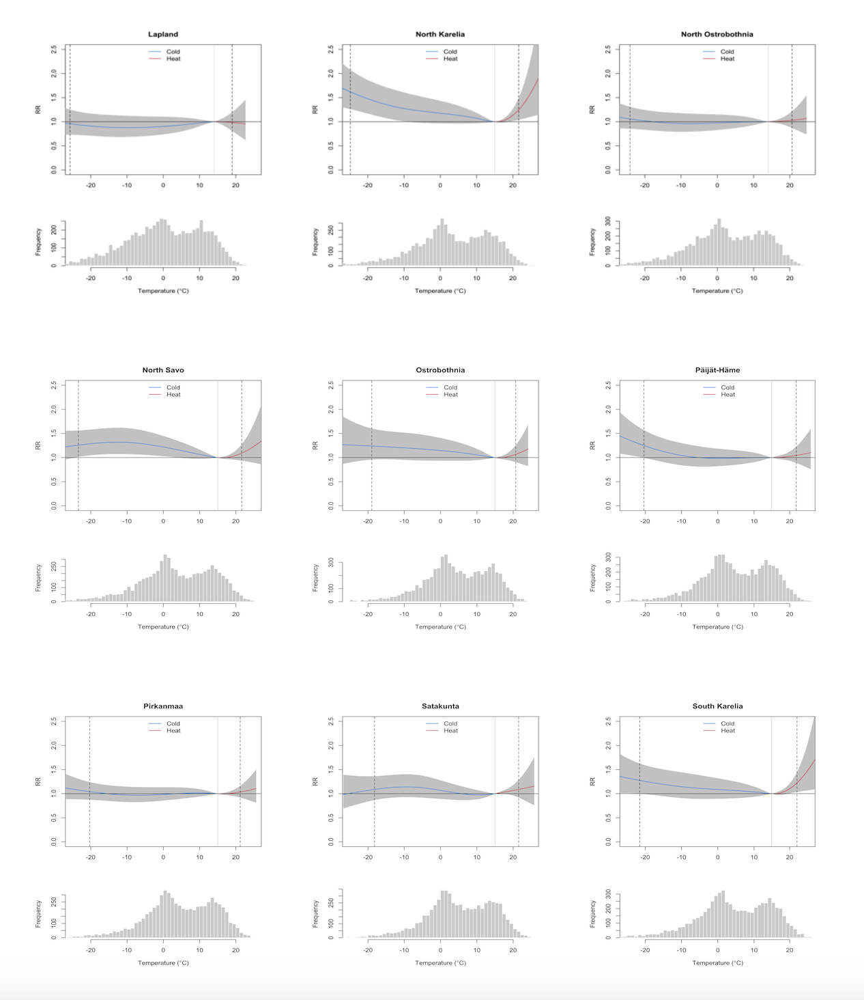 Lapland
Cold
Heat
RR
2.5
2.0
1.5
1.0
0.5
0.0
-20 -10 0 10 20
Frequency
200
100
0
-20 -10 0 10 20
Temperature (°C)
North Karelia
Cold
Heat
RR
2.5
2.0
1.5
1.0
0.5
0.0
-20 -10 0 10 20
Frequency
250
100
0
-20 -10 0 10 20
Temperature (°C)
North Ostrobothnia
Cold
Heat
RR
2.5
2.0
1.5
1.0
0.5
0.0
-20 -10 0 10 20
Frequency
300
200
100
0
-20 -10 0 10 20
Temperature (°C)
North Savo
Cold
Heat
RR
2.5
2.0
1.5
1.0
0.5
0.0
-20 -10 0 10 20
Frequency
250
100
0
-20 -10 0 10 20
Temperature (°C)
Ostrobothnia
Cold
Heat
RR
2.5
2.0
1.5
1.0
0.5
0.0
-20 -10 0 10 20
Frequency
300
100
0
-20 -10 0 10 20
Temperature (°C)
Päijät-Häme
Cold
Heat
RR
2.5
2.0
1.5
1.0
0.5
0.0
-20 -10 0 10 20
Frequency
300
200
100
0
-20 -10 0 10 20
Temperature (°C)
Pirkanmaa
Cold
Heat
RR
2.5
2.0
1.5
1.0
0.5
0.0
-20 -10 0 10 20
Frequency
250
100
0
-20 -10 0 10 20
Temperature (°C)
Satakunta
Cold
Heat
RR
2.5
2.0
1.5
1.0
0.5
0.0
-20 -10 0 10 20
Frequency
250
100
0
-20 -10 0 10 20
Temperature (°C)
South Karelia
Cold
Heat
RR
2.5
2.0
1.5
1.0
0.5
0.0
-20 -10 0 10 20
Frequency
300
200
100
0
-20 -10 0 10 20
Temperature (°C)